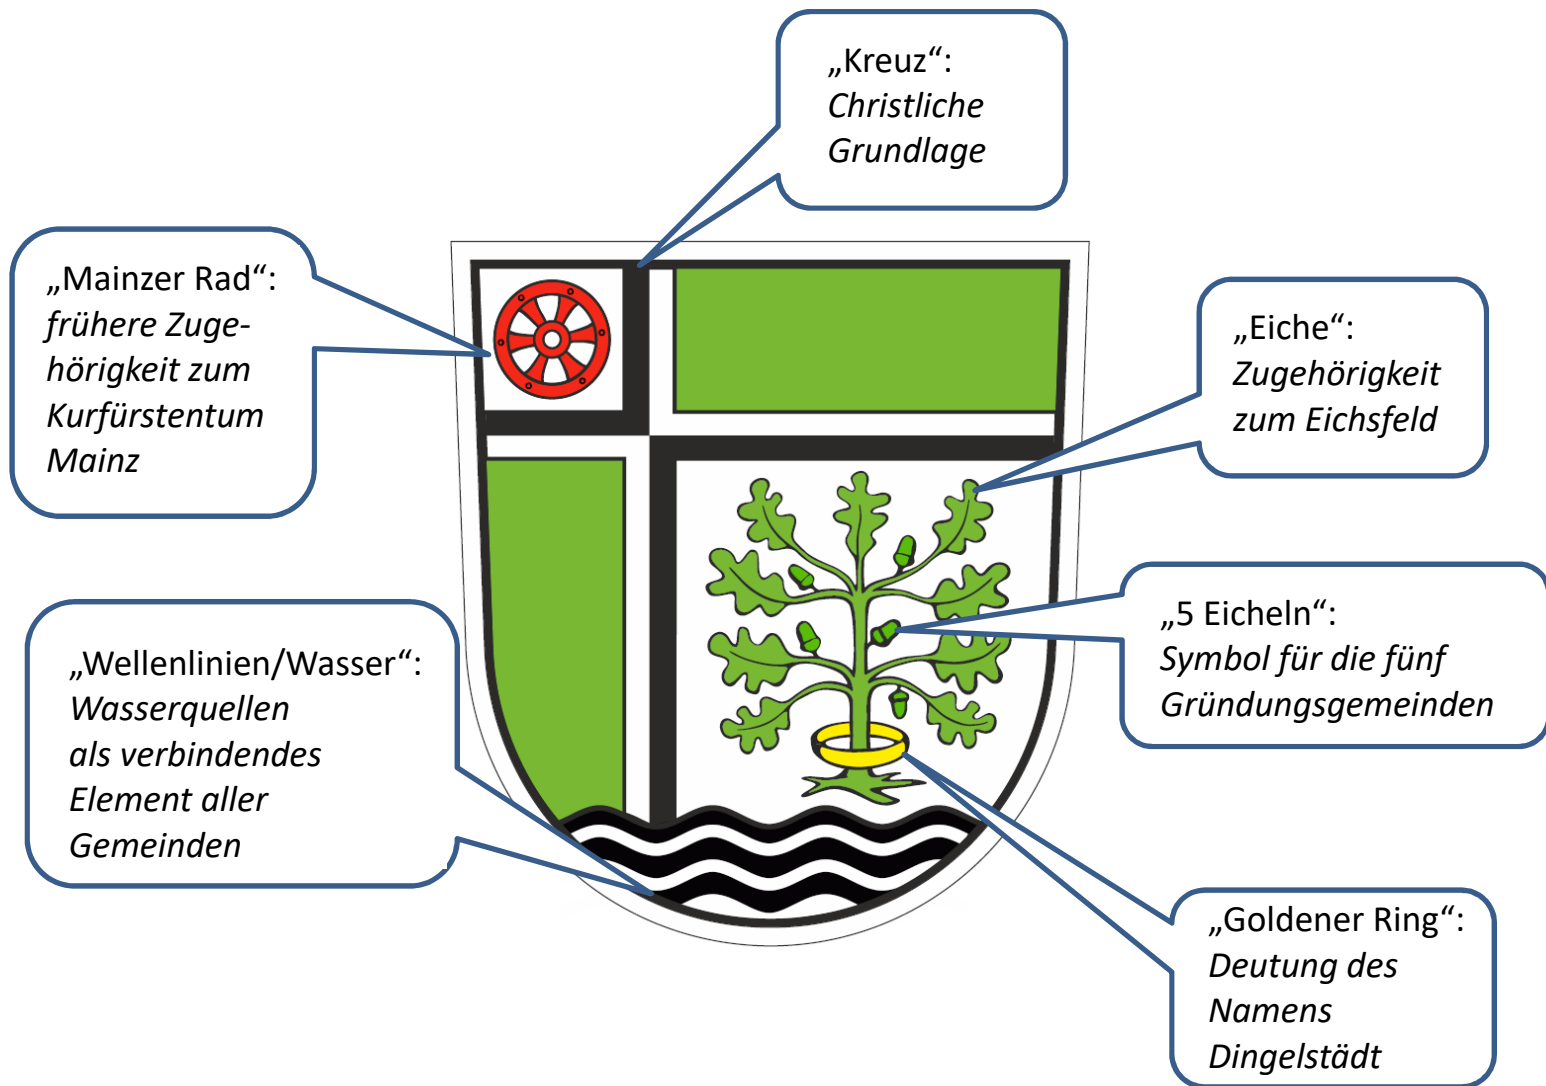 „Kreuz“:
Christliche
Grundlage
„Mainzer Rad“:
frühere Zuge-
hörigkeit zum
Kurfürstentum
Mainz
„Eiche“:
Zugehörigkeit
zum Eichsfeld
„5 Eicheln“:
Symbol für die fünf
Gründungsgemeinden
„Wellenlinien/Wasser“:
Wasserquellen
als verbindendes
Element aller
Gemeinden
„Goldener Ring“:
Deutung des
Namens
Dingelstädt